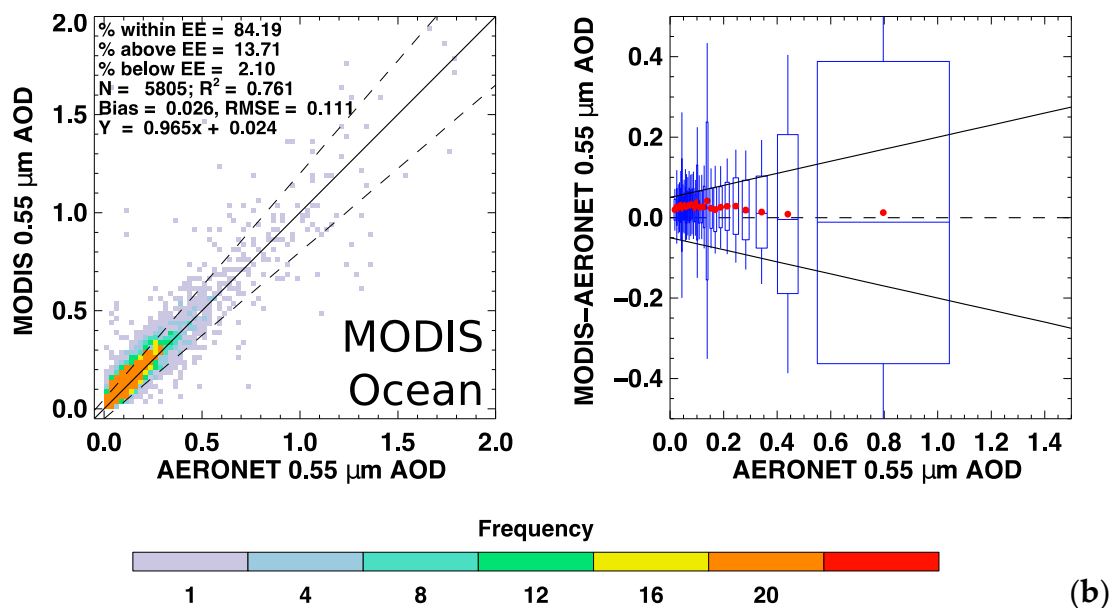 2.0
1.5
1.0
0.5
0.0
MODIS 0.55 μm AOD
% within EE = 84.19
% above EE = 13.71
% below EE = 2.10
N = 5805; R² = 0.761
Bias = 0.026, RMSE = 0.111
Y = 0.965x + 0.024
MODIS
Ocean
0.0 0.5 1.0 1.5 2.0
AERONET 0.55 μm AOD
MODIS−AERONET 0.55 μm AOD
0.4
0.2
0.0
−0.2
−0.4
0.0 0.2 0.4 0.6 0.8 1.0 1.2 1.4
AERONET 0.55 μm AOD
Frequency
1 4 8 12 16 20
(b)